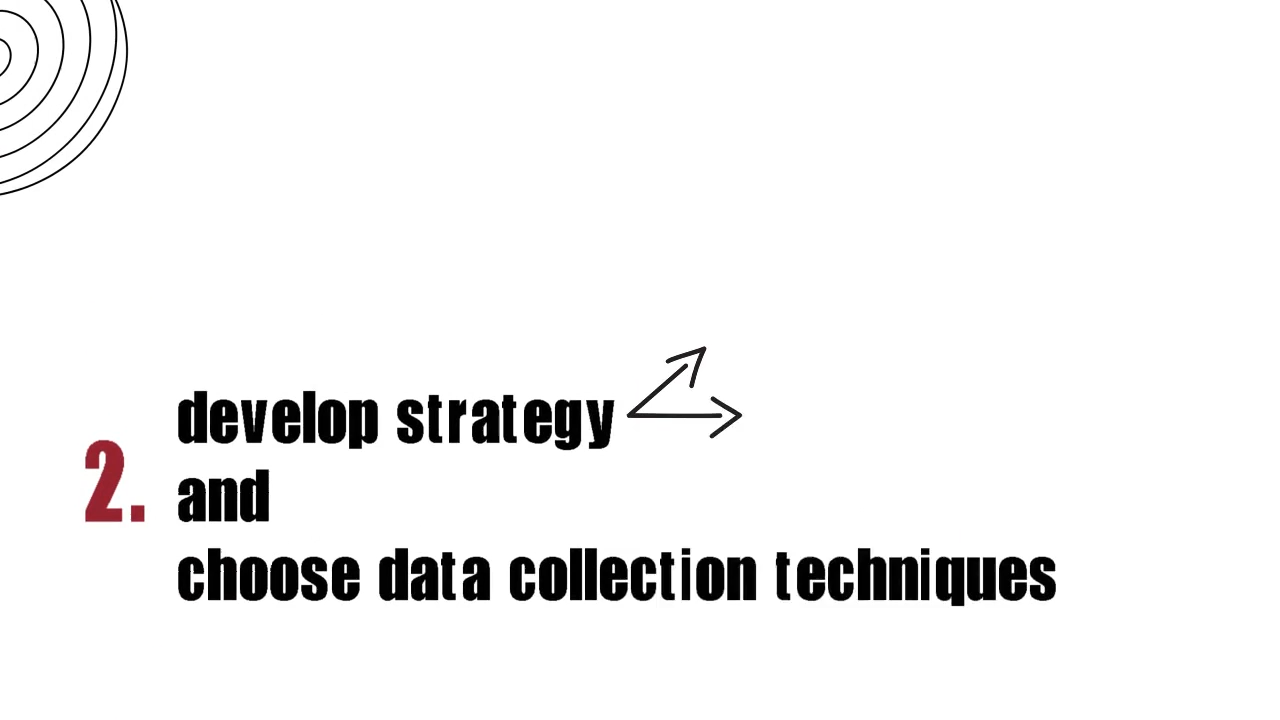 2.
develop strategy
and
choose data collection techniques